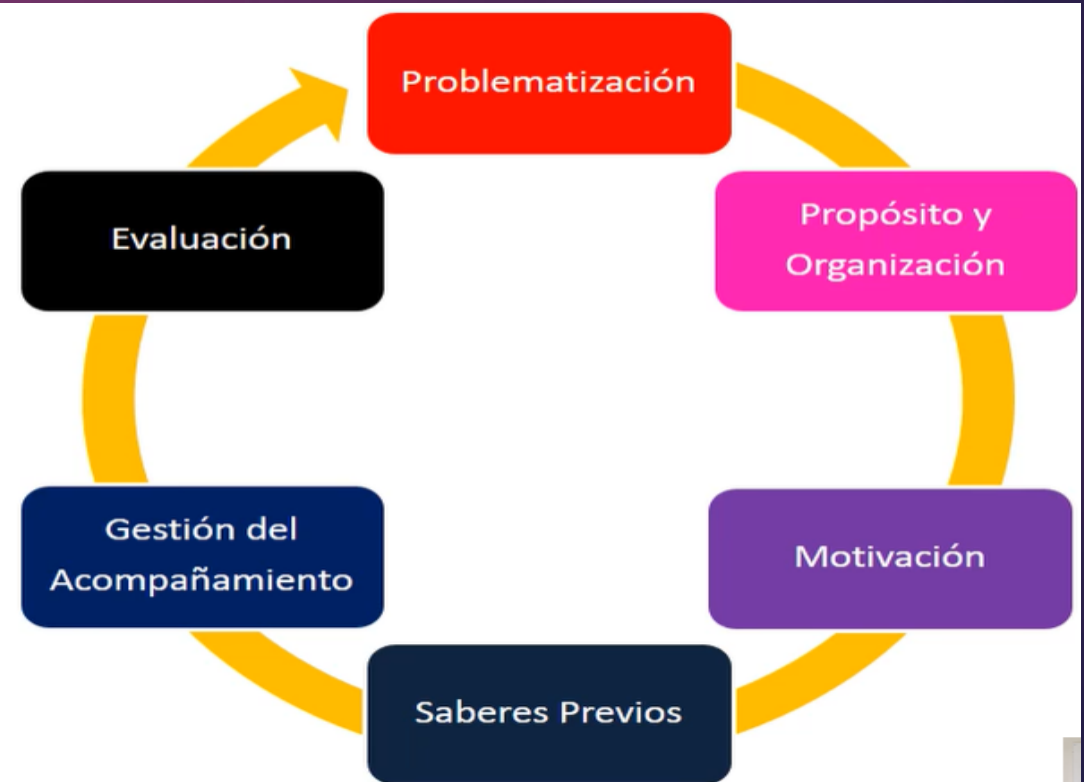 Problematización
Propósito y
Organización
Motivación
Saberes Previos
Gestión del
Acompañamiento
Evaluación